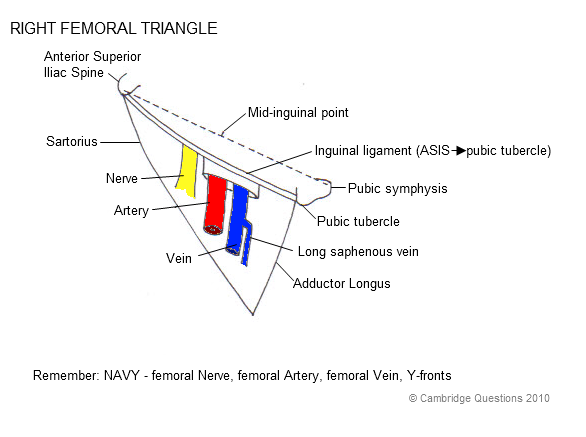 RIGHT FEMORAL TRIANGLE
Anterior Superior
Iliac Spine
Mid-inguinal point
Sartorius
Inguinal ligament (ASIS→pubic tubercle)
Nerve
Pubic symphysis
Artery
Pubic tubercle
Vein
Long saphenous vein
Adductor Longus
Remember: NAVY - femoral Nerve, femoral Artery, femoral Vein, Y-fronts
© Cambridge Questions 2010